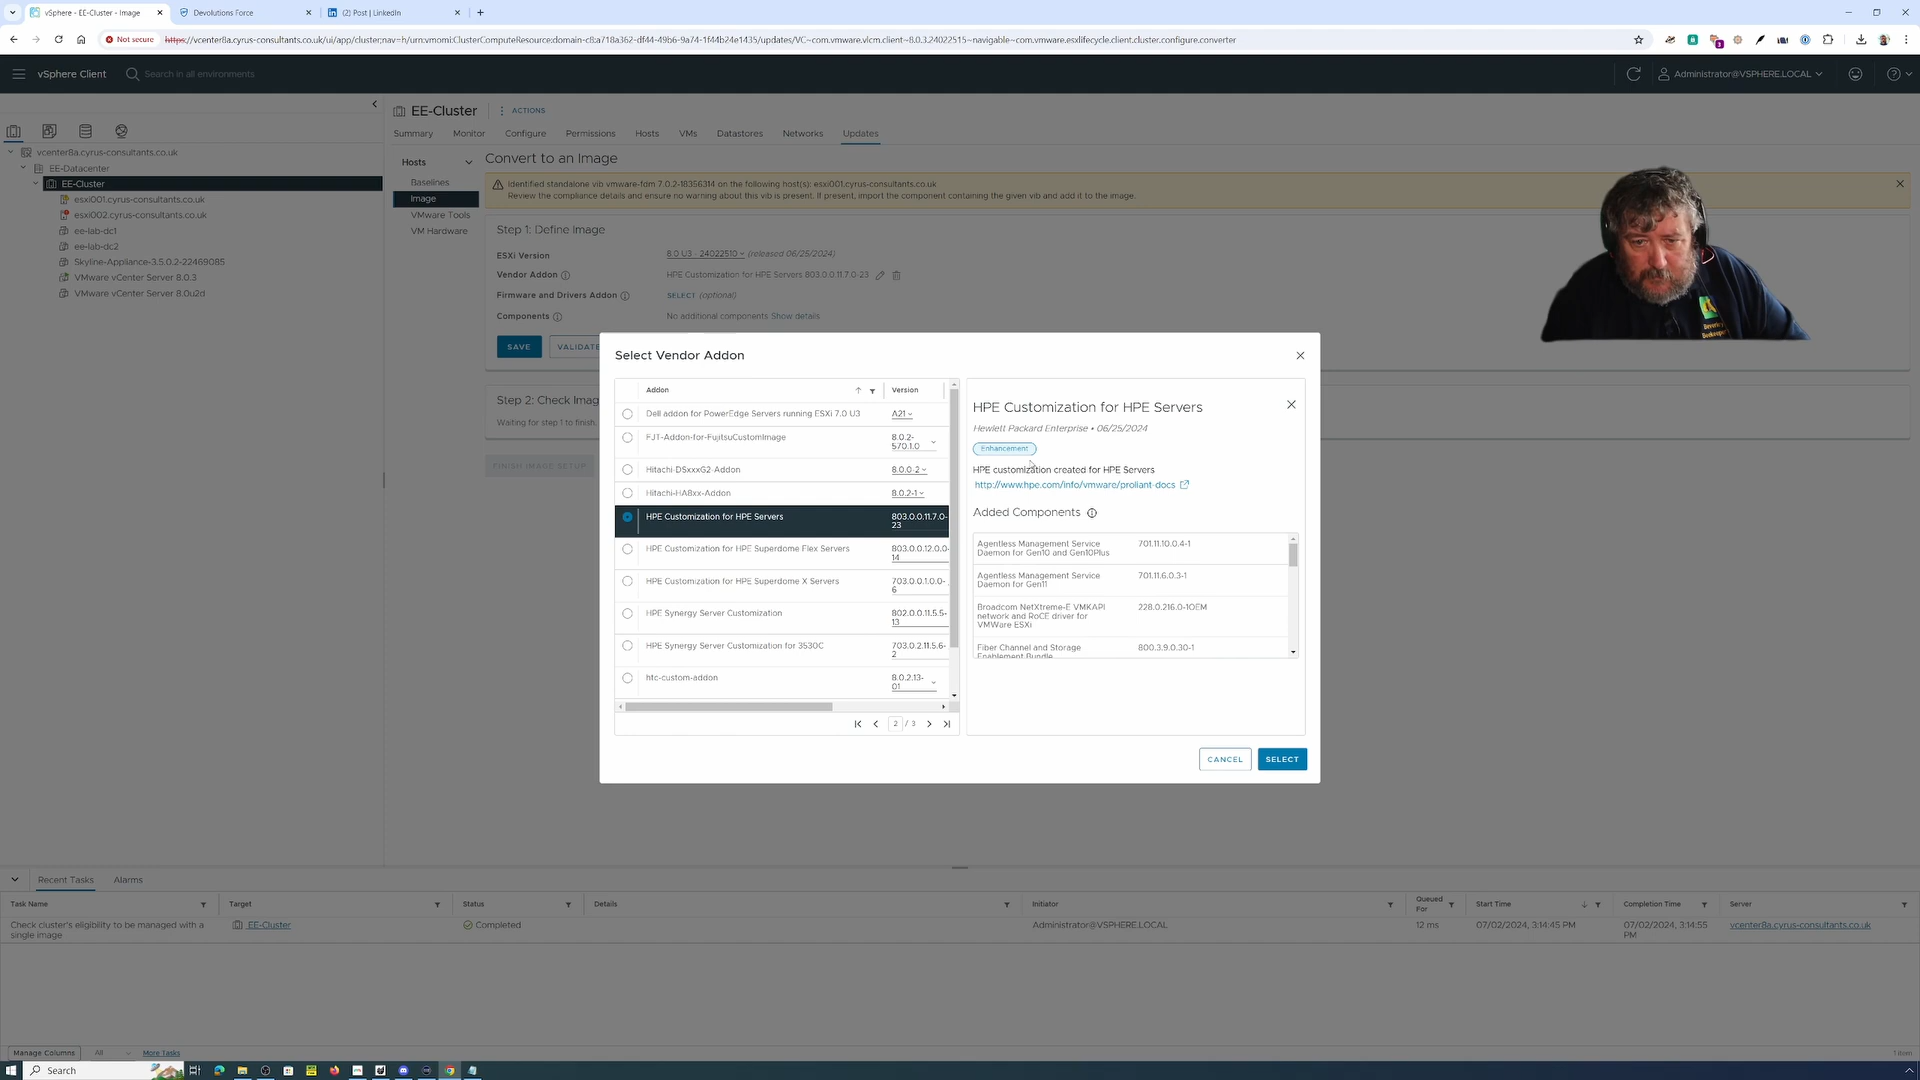 vSphere - EE-Cluster - Image
Devolutions Force
(2) Post | LinkedIn
Not secure
https://vcenter8a.cyrus-consultants.co.uk/ui/app/cluster;nav=h/urn:vmomi:ClusterComputeResource:domain-c8:a718a362-df44-49b6-9a74-1f44b24e1435/updates/VC~com.vmware.vlcm.client~8.0.3.24022515~navigable~com.vmware.esxlifecycle.client.cluster.configure.converter
vSphere Client
Search in all environments
Administrator@VSPHERE.LOCAL
EE-Cluster
ACTIONS
Summary Monitor Configure Permissions Hosts VMs Datastores Networks Updates
vcenter8a.cyrus-consultants.co.uk
EE-Datacenter
EE-Cluster
esxi001.cyrus-consultants.co.uk
esxi002.cyrus-consultants.co.uk
ee-lab-dc1
ee-lab-dc2
Skyline-Appliance-3.5.0.2-22469085
VMware vCenter Server 8.0.3
VMware vCenter Server 8.0u2d
Hosts
Baselines
Image
VMware Tools
VM Hardware
Convert to an Image
Identified standalone vib vmware-fdm 7.0.2-18356314 on the following host(s): esxi001.cyrus-consultants.co.uk
Review the compliance details and ensure no warning about this vib is present. If present, import the component containing the given vib and add it to the image.
Step 1: Define Image
ESXi Version
8.0 U3 - 24022510 (released 06/25/2024)
Vendor Addon
HPE Customization for HPE Servers 803.0.0.11.7.0-23
Firmware and Drivers Addon
SELECT (optional)
Components
No additional components Show details
SAVE
VALIDATE
Step 2: Check Imag
Waiting for step 1 to finish.
FINISH IMAGE SETUP
Select Vendor Addon
Addon
Version
Dell addon for PowerEdge Servers running ESXi 7.0 U3
A21
FJT-Addon-for-FujitsuCustomImage
8.0.2-
570.1.0
Hitachi-DSxxxG2-Addon
8.0.0-2
Hitachi-HA8xx-Addon
8.0.2-1
HPE Customization for HPE Servers
803.0.0.11.7.0-
23
HPE Customization for HPE Superdome Flex Servers
803.0.0.12.0.0-
14
HPE Customization for HPE Superdome X Servers
703.0.0.1.0.0-
6
HPE Synergy Server Customization
802.0.0.11.5.5-
13
HPE Synergy Server Customization for 3530C
703.0.2.11.5.6-
2
htc-custom-addon
8.0.2.13-
01
2 / 3
HPE Customization for HPE Servers
Hewlett Packard Enterprise • 06/25/2024
Enhancement
HPE customization created for HPE Servers
http://www.hpe.com/info/vmware/proliant-docs
Added Components
Agentless Management Service
Daemon for Gen10 and Gen10Plus
701.11.10.0.4-1
Agentless Management Service
Daemon for Gen11
701.11.6.0.3-1
Broadcom NetXtreme-E VMKAPI
network and RoCE driver for
VMWare ESXi
228.0.216.0-1OEM
Fiber Channel and Storage
Enablement Bundle
800.3.9.0.30-1
CANCEL
SELECT
Recent Tasks
Alarms
Task Name
Target
Status
Details
Initiator
Queued
For
Start Time
Completion Time
Server
Check cluster's eligibility to be managed with a
single image
EE-Cluster
Completed
Administrator@VSPHERE.LOCAL
12 ms
07/02/2024, 3:14:45 PM
07/02/2024, 3:14:55
PM
vcenter8a.cyrus-consultants.co.uk
Manage Columns
All
More Tasks
1 item
Search